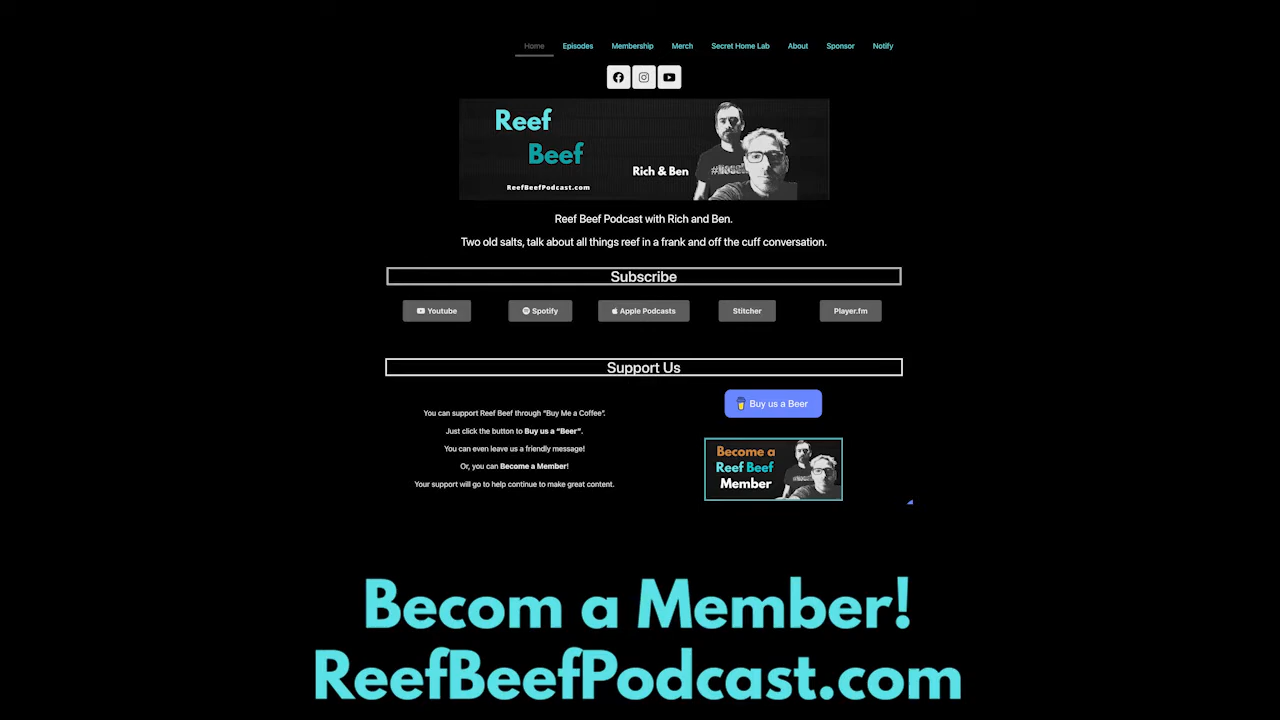 Home Episodes Membership Merch Secret Home Lab About Sponsor Notify
Reef
Beef
Rich & Ben
ReefBeefPodcast.com
Reef Beef Podcast with Rich and Ben.
Two old salts, talk about all things reef in a frank and off the cuff conversation.
Subscribe
Youtube Spotify Apple Podcasts Stitcher Player.fm
Support Us
Buy us a Beer
You can support Reef Beef through “Buy Me a Coffee”.
Just click the button to Buy us a “Beer”.
You can even leave us a friendly message!
Or, you can Become a Member!
Your support will go to help continue to make great content.
Become a
Reef Beef
Member
Becom a Member!
ReefBeefPodcast.com